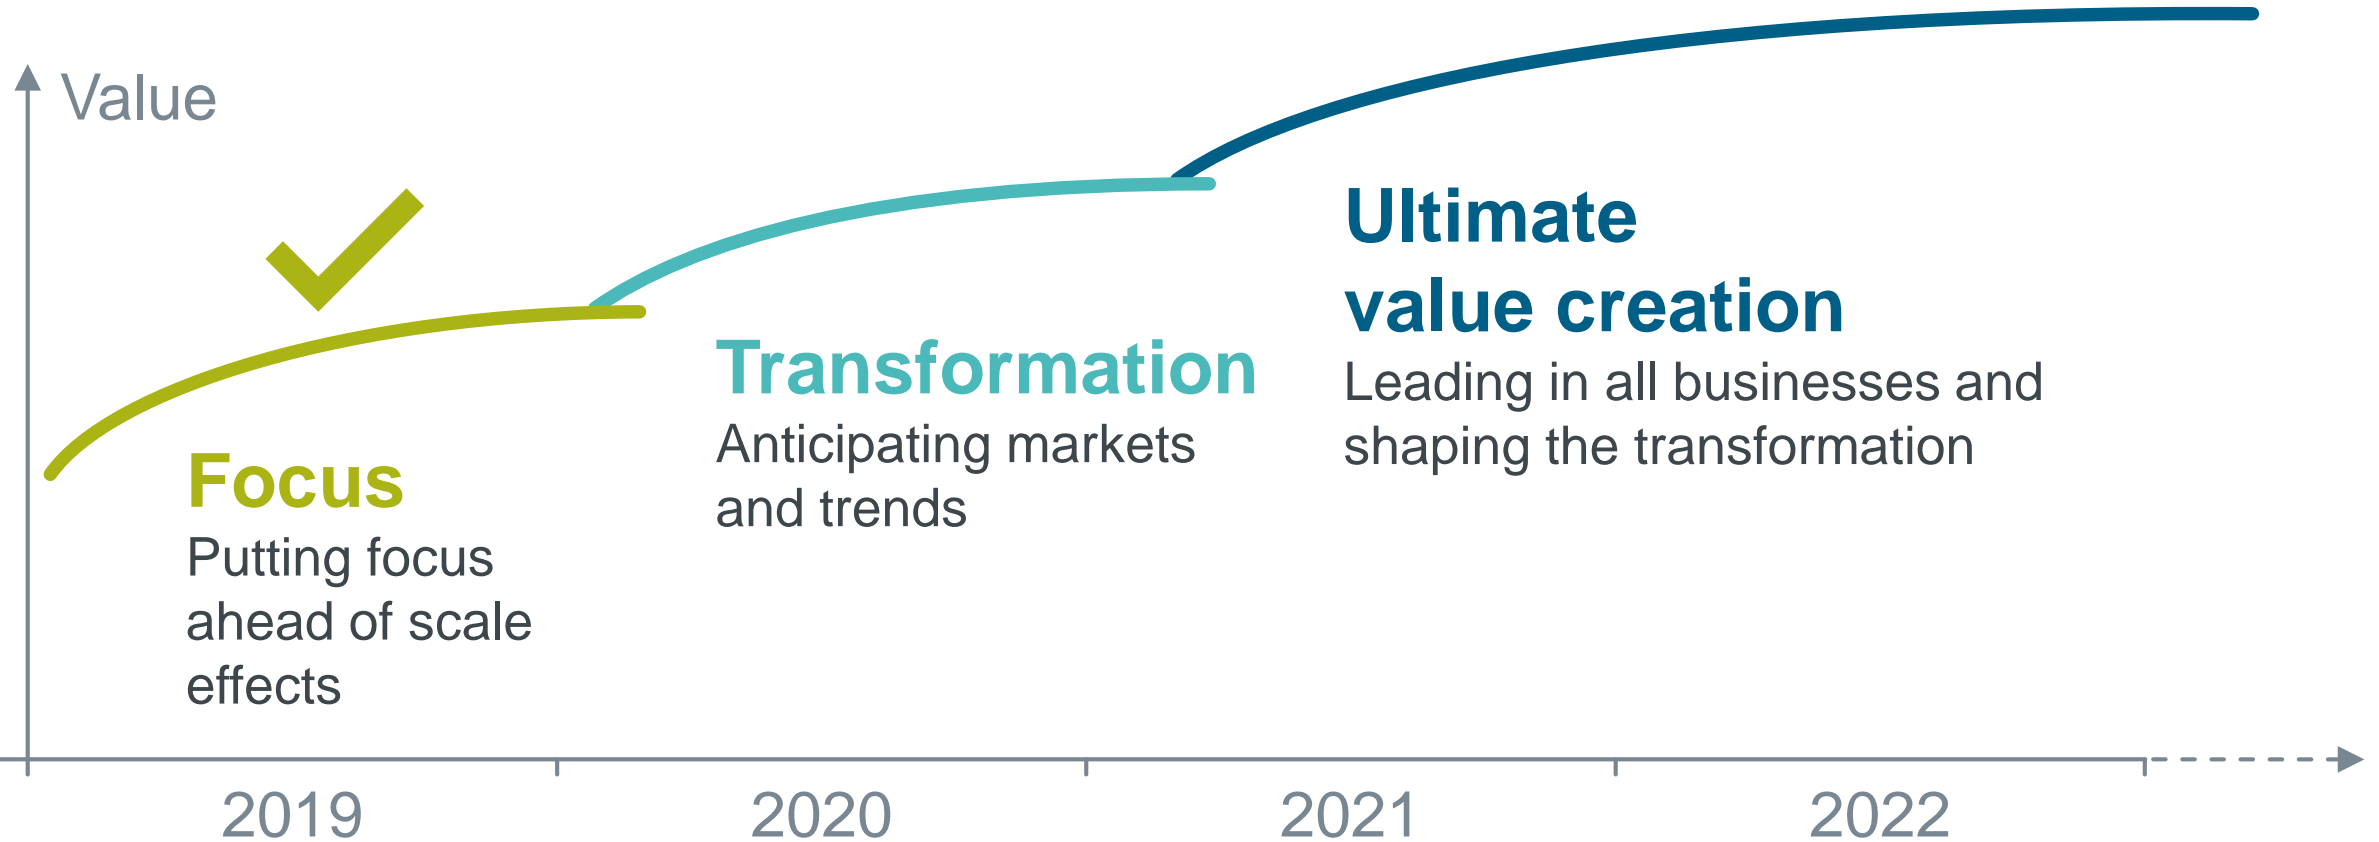 Value
Focus
Putting focus
ahead of scale
effects
Transformation
Anticipating markets
and trends
Ultimate
value creation
Leading in all businesses and
shaping the transformation
2019
2020
2021
2022